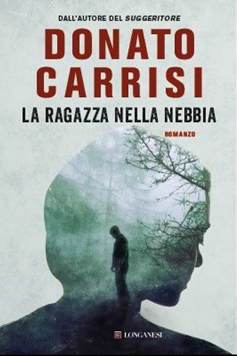 DALL'AUTORE DEL SUGGERITORE
DONATO
CARRISI
LA RAGAZZA NELLA NEBBIA
ROMANZO
LONGANESI